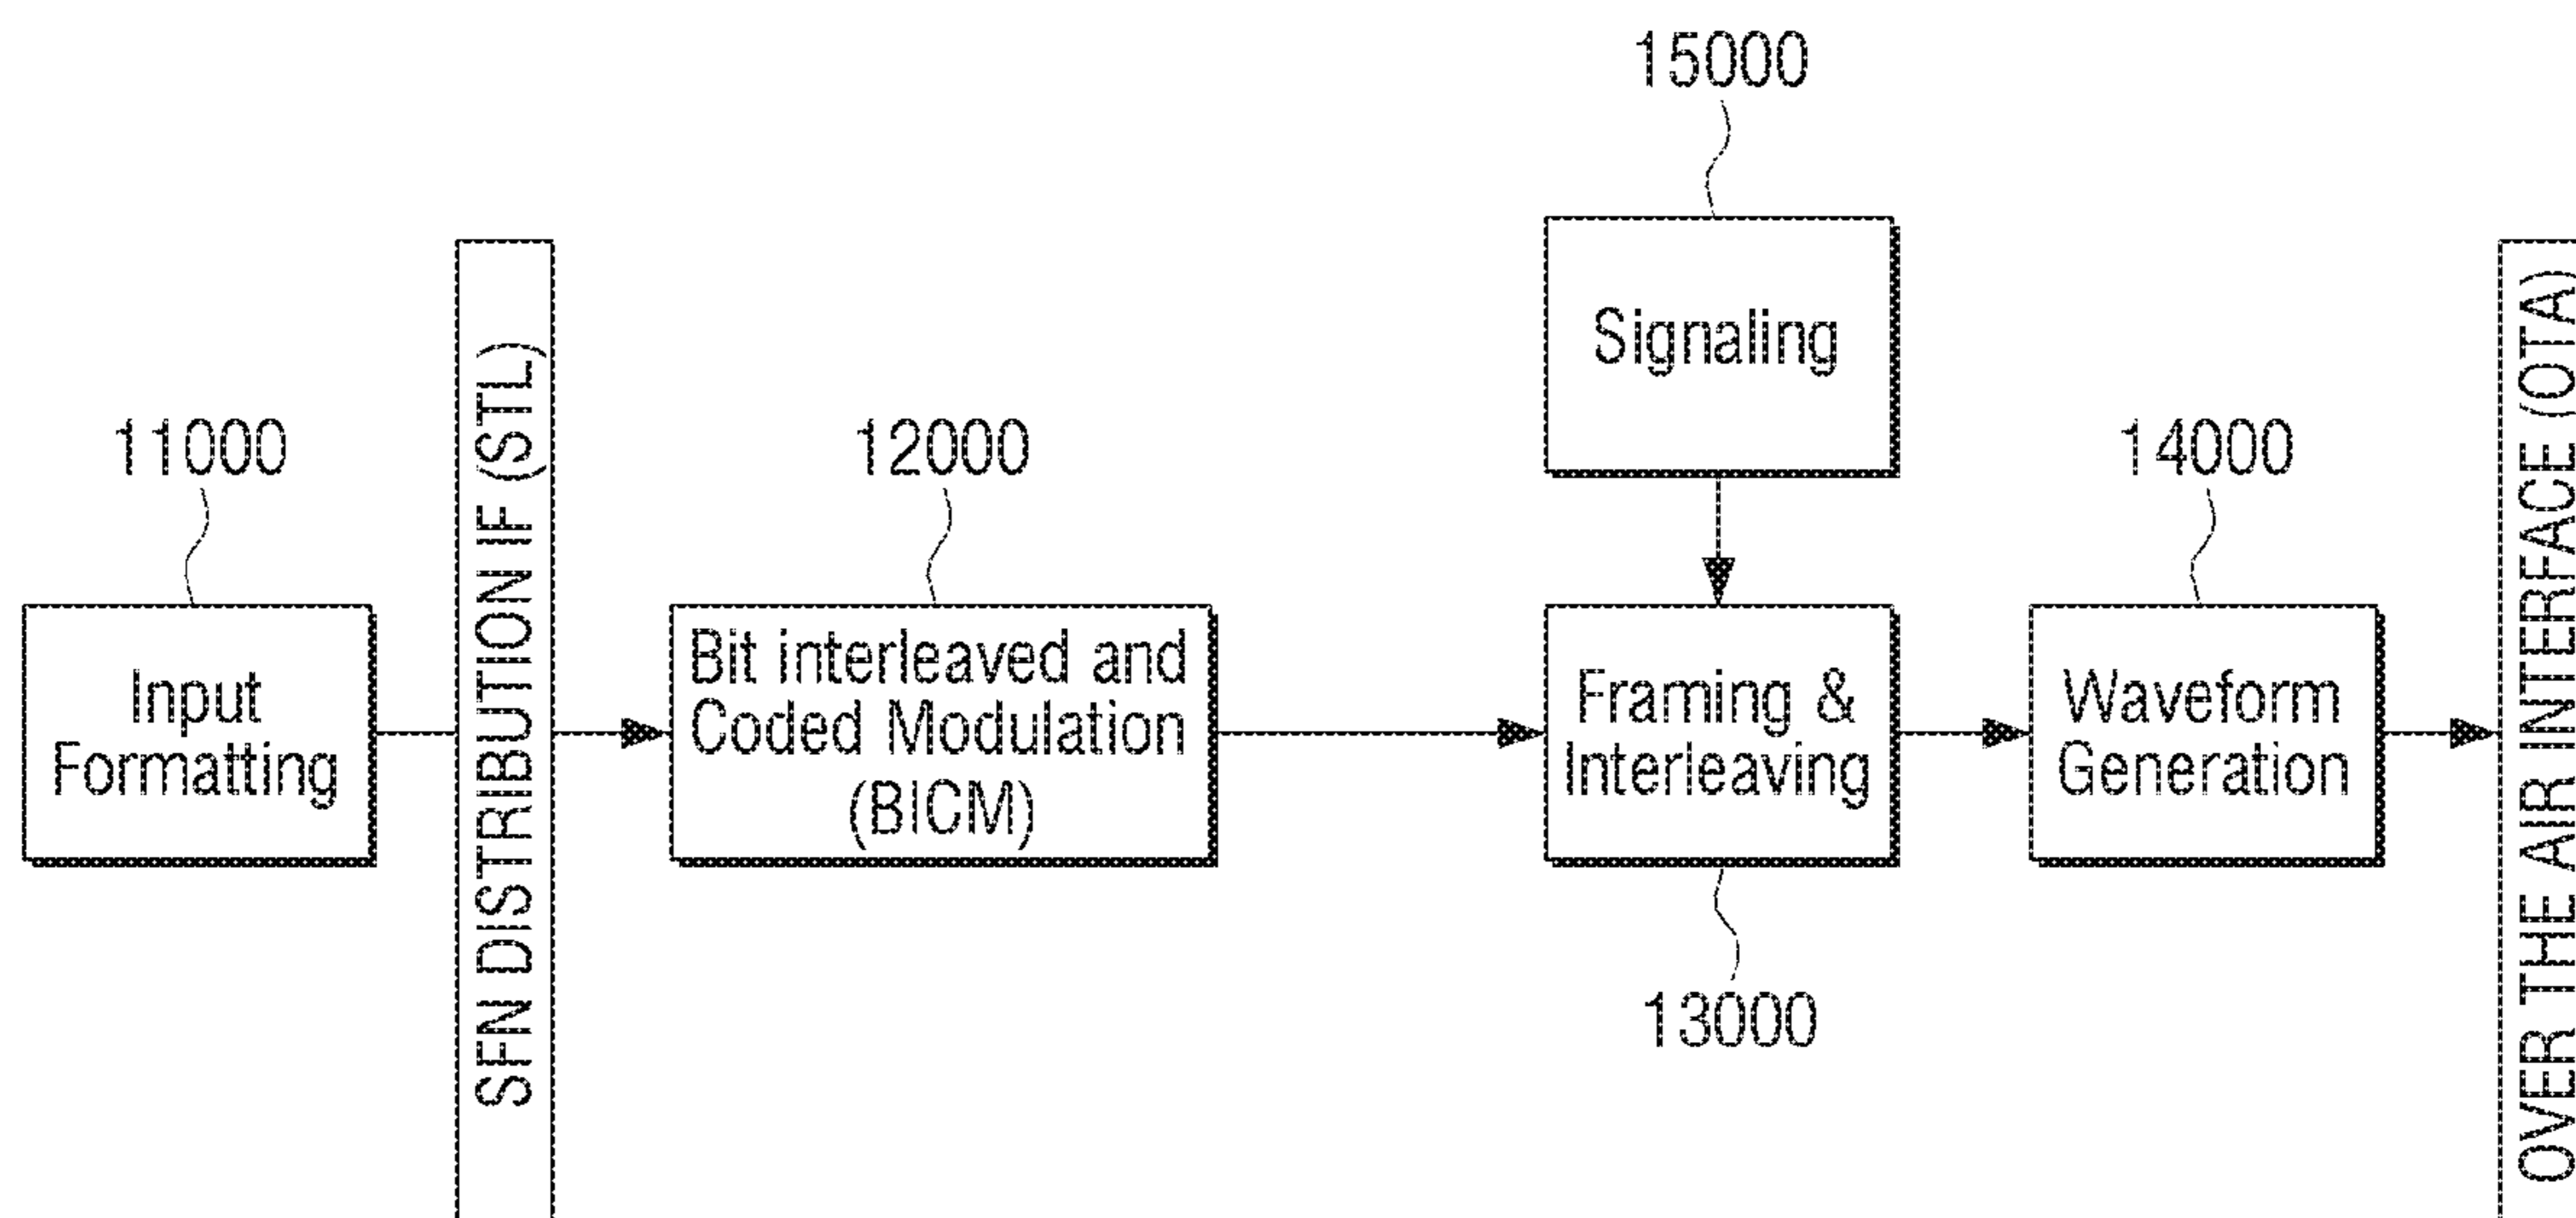 15000
Signaling
11000
SFN DISTRIBUTION IF (STL)
12000
14000
OVER THE AIR INTERFACE (OTA)
Input
Formatting
Bit interleaved and
Coded Modulation
(BICM)
Framing &
Interleaving
Waveform
Generation
13000